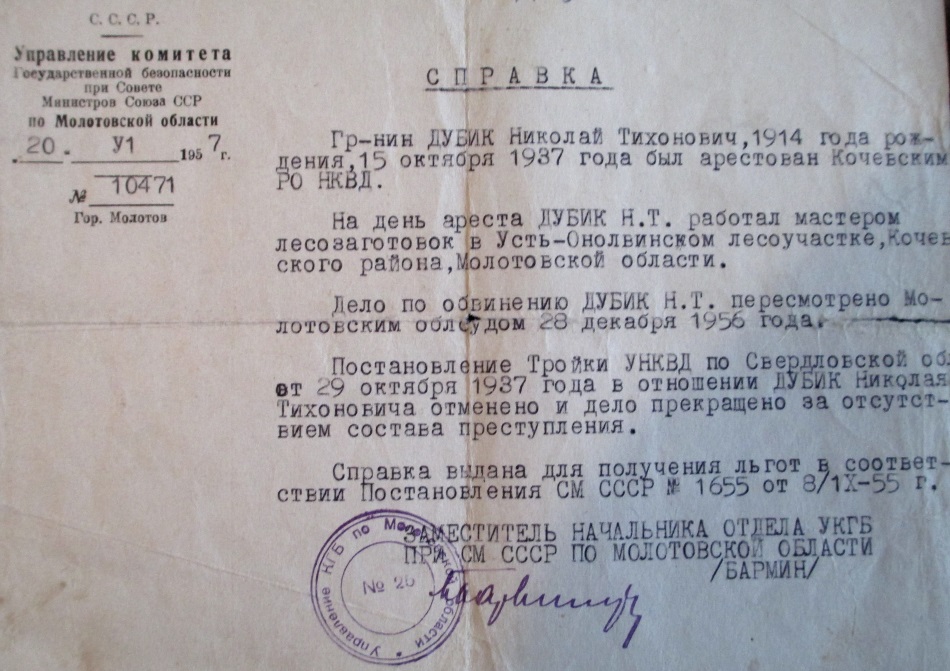 С. С. С. Р.
Управление комитета
Государственной безопасности
при Совете
Министров Союза ССР
по Молотовской области
20. У1 1957 г.
№ 10471
Гор. Молотов
СПРАВКА
Гр-нин ДУБИК Николай Тихонович,1914 года рож-
дения,15 октября 1937 года был арестован Кочевским
РО НКВД.
На день ареста ДУБИК Н.Т. работал мастером
лесозаготовок в Усть-Онолвинском лесоучастке,Кочев
ского района,Молотовской области.
Дело по обвинению ДУБИК Н.Т. пересмотрено Мо-
лотовским облсудом 28 декабря 1956 года.
Постановление Тройки УНКВД по Свердловской обл
от 29 октября 1937 года в отношении ДУБИК Николая
Тихоновича отменено и дело прекращено за отсутст-
вием состава преступления.
Справка выдана для получения льгот в соответ-
ствии Постановления СМ СССР № 1655 от 8/1Х-55 г.
ЗАМЕСТИТЕЛЬ НАЧАЛЬНИКА ОТДЕЛА УКГБ
ПРИ СМ СССР ПО МОЛОТОВСКОЙ ОБЛАСТИ
/БАРМИН/
Управление КГБ по Молотовской области
№ 26
Бармин